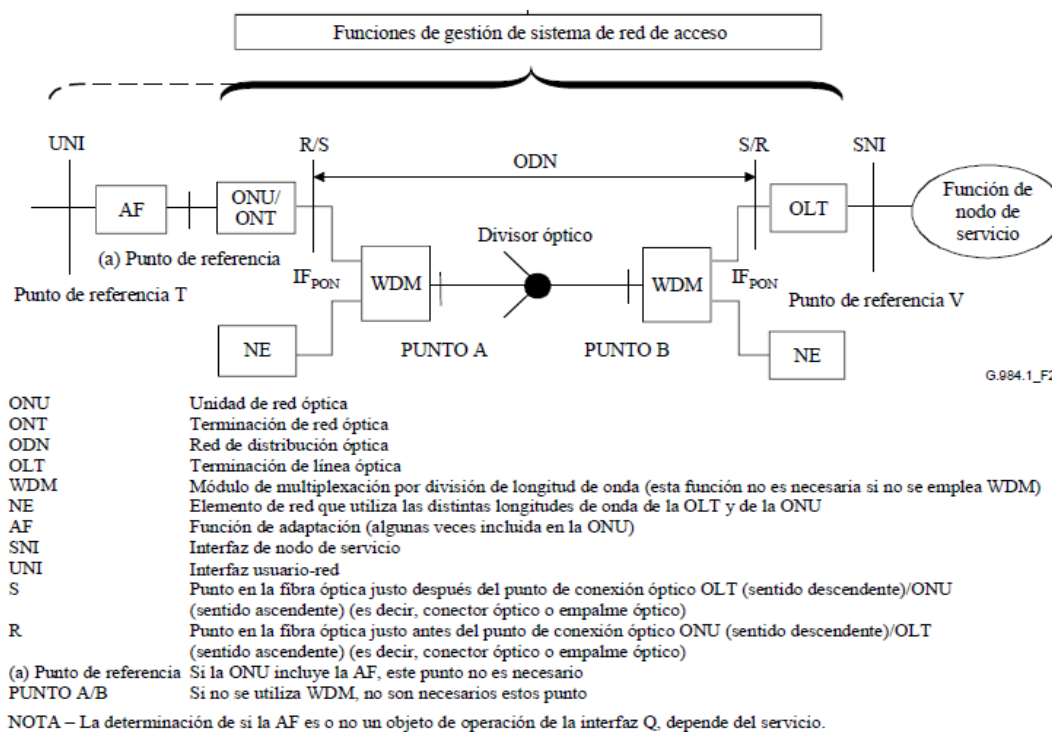 Funciones de gestión de sistema de red de acceso
UNI
R/S
ODN
S/R
SNI
AF
ONU/
ONT
OLT
Función de
nodo de
servicio
Divisor óptico
(a) Punto de referencia
Punto de referencia T
IF_PON
WDM
WDM
IF_PON
Punto de referencia V
NE
PUNTO A
PUNTO B
NE
G.984.1_F2
ONU Unidad de red óptica
ONT Terminación de red óptica
ODN Red de distribución óptica
OLT Terminación de línea óptica
WDM Módulo de multiplexación por división de longitud de onda (esta función no es necesaria si no se emplea WDM)
NE Elemento de red que utiliza las distintas longitudes de onda de la OLT y de la ONU
AF Función de adaptación (algunas veces incluida en la ONU)
SNI Interfaz de nodo de servicio
UNI Interfaz usuario-red
S Punto en la fibra óptica justo después del punto de conexión óptico OLT (sentido descendente)/ONU
(sentido ascendente) (es decir, conector óptico o empalme óptico)
R Punto en la fibra óptica justo antes del punto de conexión óptico ONU (sentido descendente)/OLT
(sentido ascendente) (es decir, conector óptico o empalme óptico)
(a) Punto de referencia Si la ONU incluye la AF, este punto no es necesario
PUNTO A/B Si no se utiliza WDM, no son necesarios estos punto
NOTA – La determinación de si la AF es o no un objeto de operación de la interfaz Q, depende del servicio.